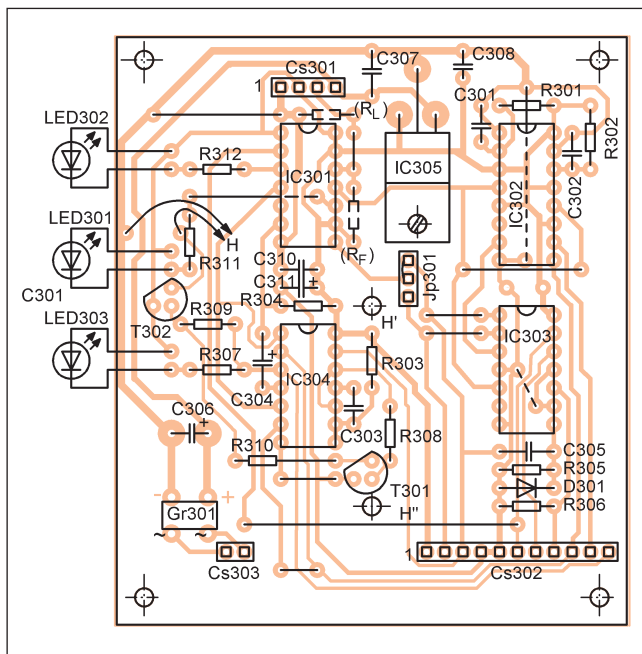 C307
C308
Cs301
1
C301
R301
LED302
(RL)
R302
R312
IC301
IC305
IC302
C302
LED301
H
R311
(RF)
C310
C311
+
Jp301
C301
R304
LED303
T302
R309
H'
IC303
R307
+
R303
C304
IC304
C306
+
C303
R308
R310
C305
R305
T301
D301
- +
Gr301
H"
R306
~ ~
Cs303
1
Cs302